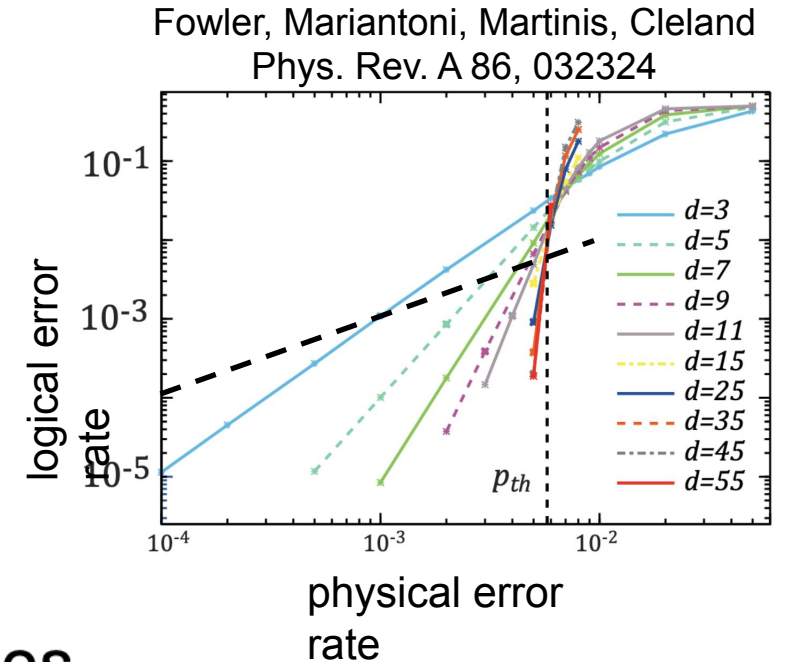 Fowler, Mariantoni, Martinis, Cleland
Phys. Rev. A 86, 032324
logical error
rate
10⁻¹
10⁻³
10⁻⁵
d=3
d=5
d=7
d=9
d=11
d=15
d=25
d=35
d=45
d=55
pₜₕ
10⁻⁴
10⁻³
10⁻²
physical error
rate